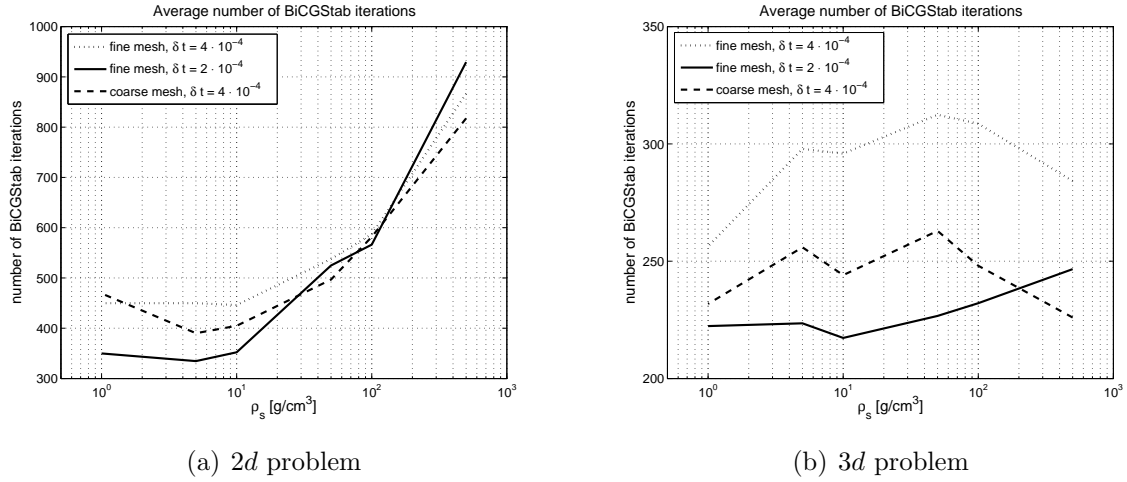 Average number of BiCGStab iterations
1000
900
800
700
600
500
400
300
number of BiCGStab iterations
fine mesh, δ t = 4 · 10⁻⁴
fine mesh, δ t = 2 · 10⁻⁴
coarse mesh, δ t = 4 · 10⁻⁴
10⁰ 10¹ 10² 10³
ρₛ [g/cm³]
(a) 2d problem
Average number of BiCGStab iterations
350
300
250
200
number of BiCGStab iterations
fine mesh, δ t = 4 · 10⁻⁴
fine mesh, δ t = 2 · 10⁻⁴
coarse mesh, δ t = 4 · 10⁻⁴
10⁰ 10¹ 10² 10³
ρₛ [g/cm³]
(b) 3d problem